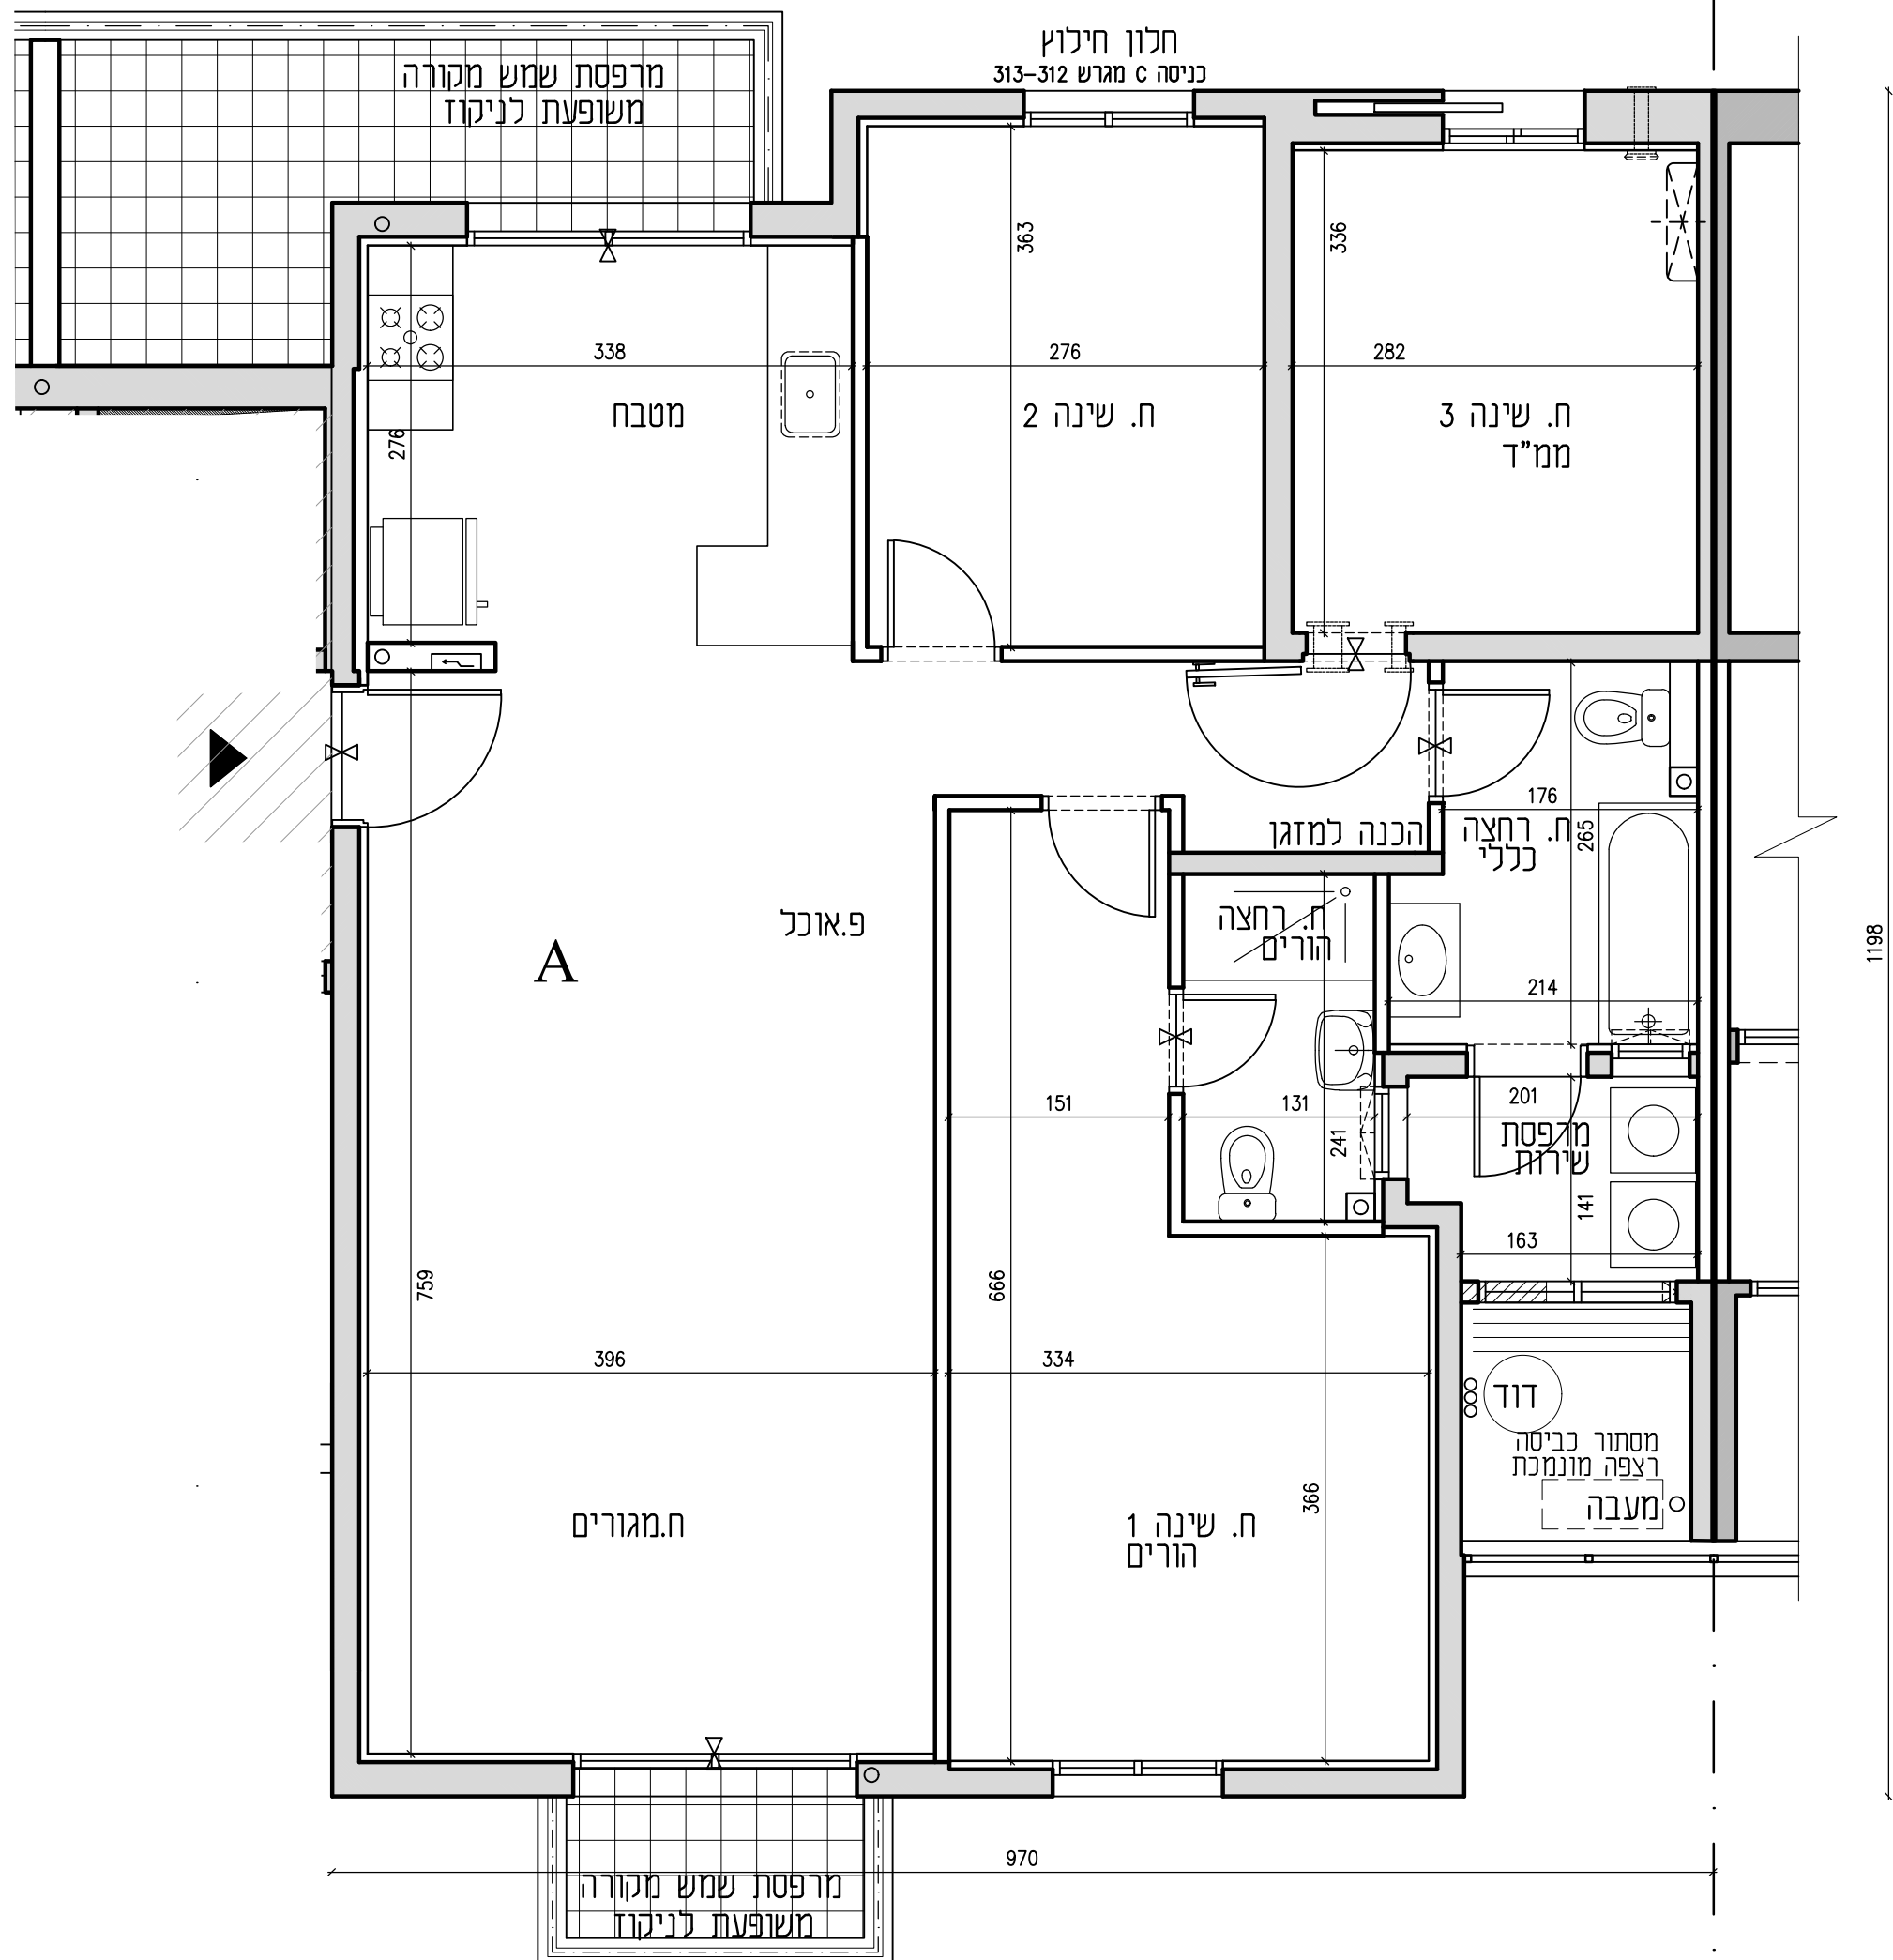 חלון חילוץ
כניסה C מגרש 313-312
מרפסת שמש מקורה
משופעת לניקוז
363
336
338
276
282
מטבח
ח. שינה 2
ח. שינה 3
ממ"ד
276
176
265
הכנה למזגן
ח. רחצה
כללי
פ.אוכל
A
ח. רחצה
הורים
1198
214
151
131
241
201
מרפסת
שירות
141
163
759
666
396
334
דוד
מסתור כביסה
רצפה מונמכת
מעבה
366
ח.מגורים
ח. שינה 1
הורים
970
מרפסת שמש מקורה
משופעת לניקוז